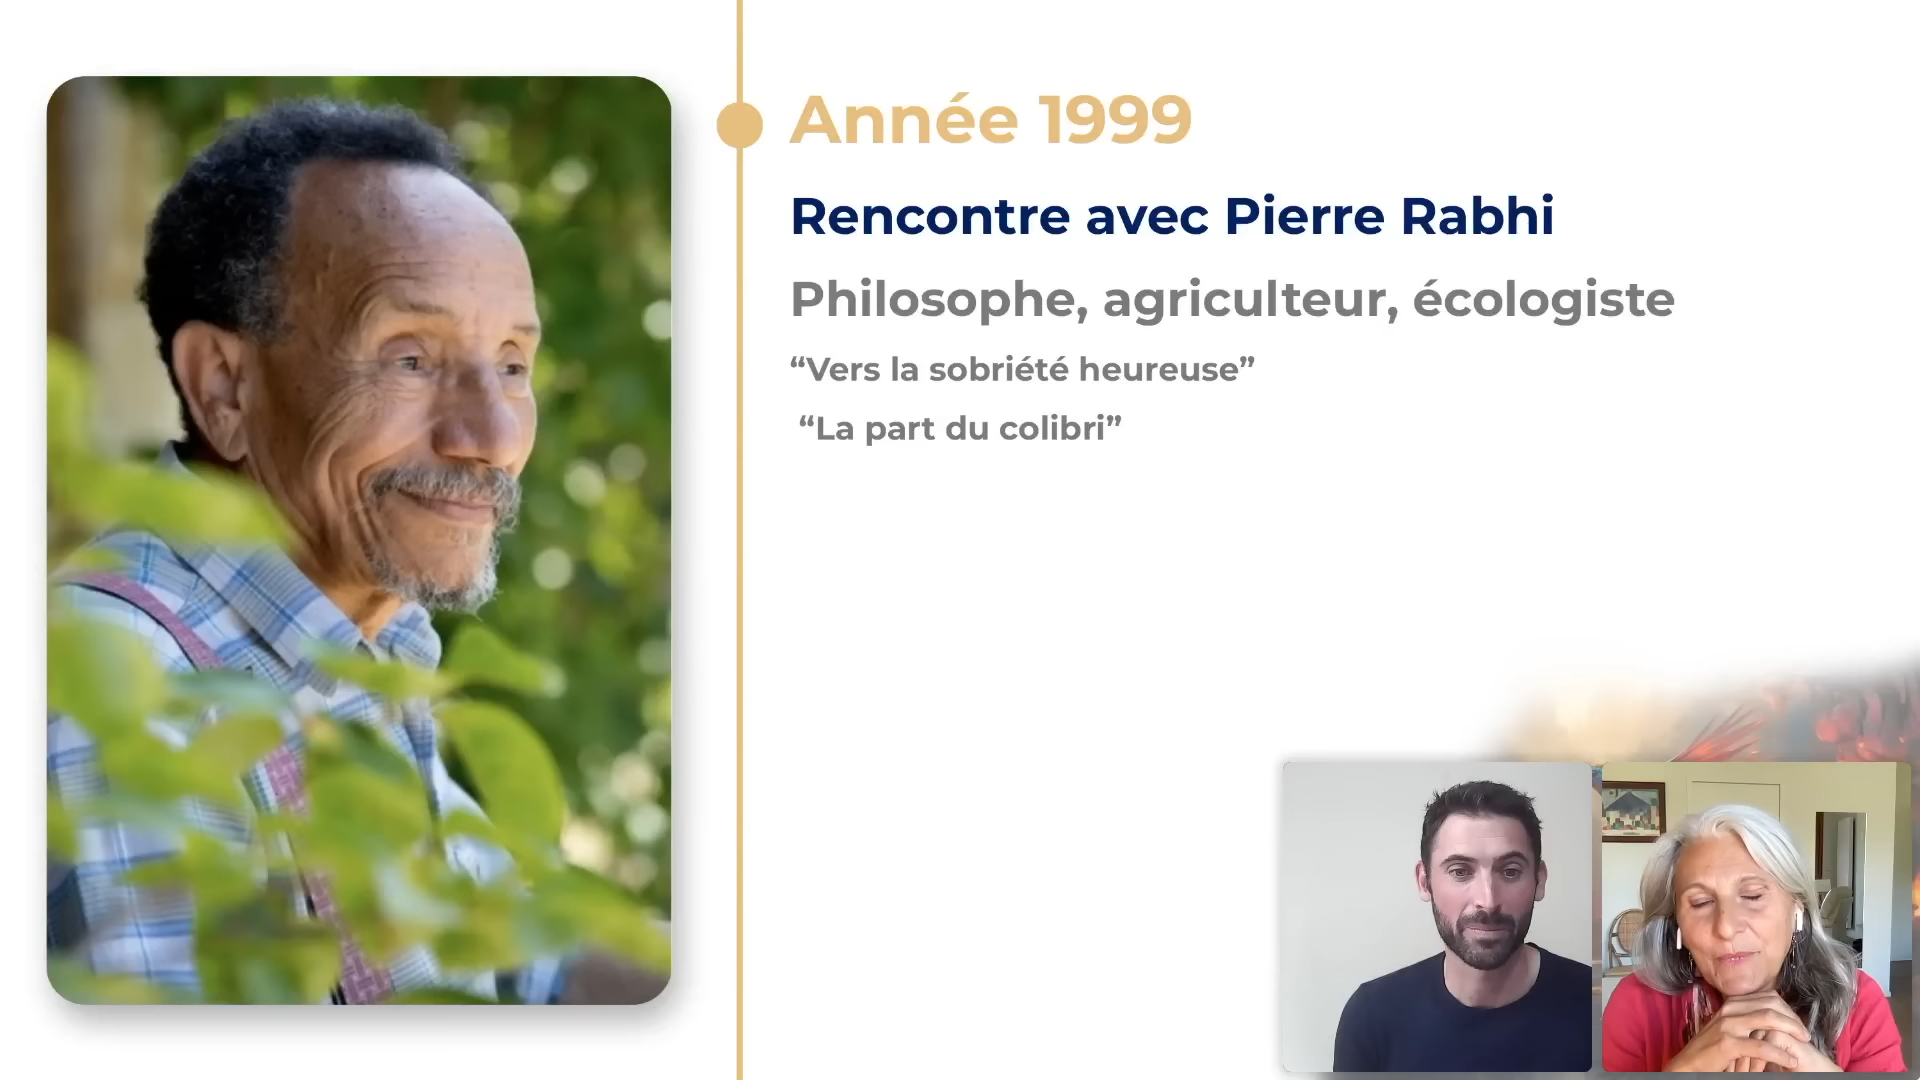 Année 1999
Rencontre avec Pierre Rabhi
Philosophe, agriculteur, écologiste
“Vers la sobriété heureuse”
“La part du colibri”